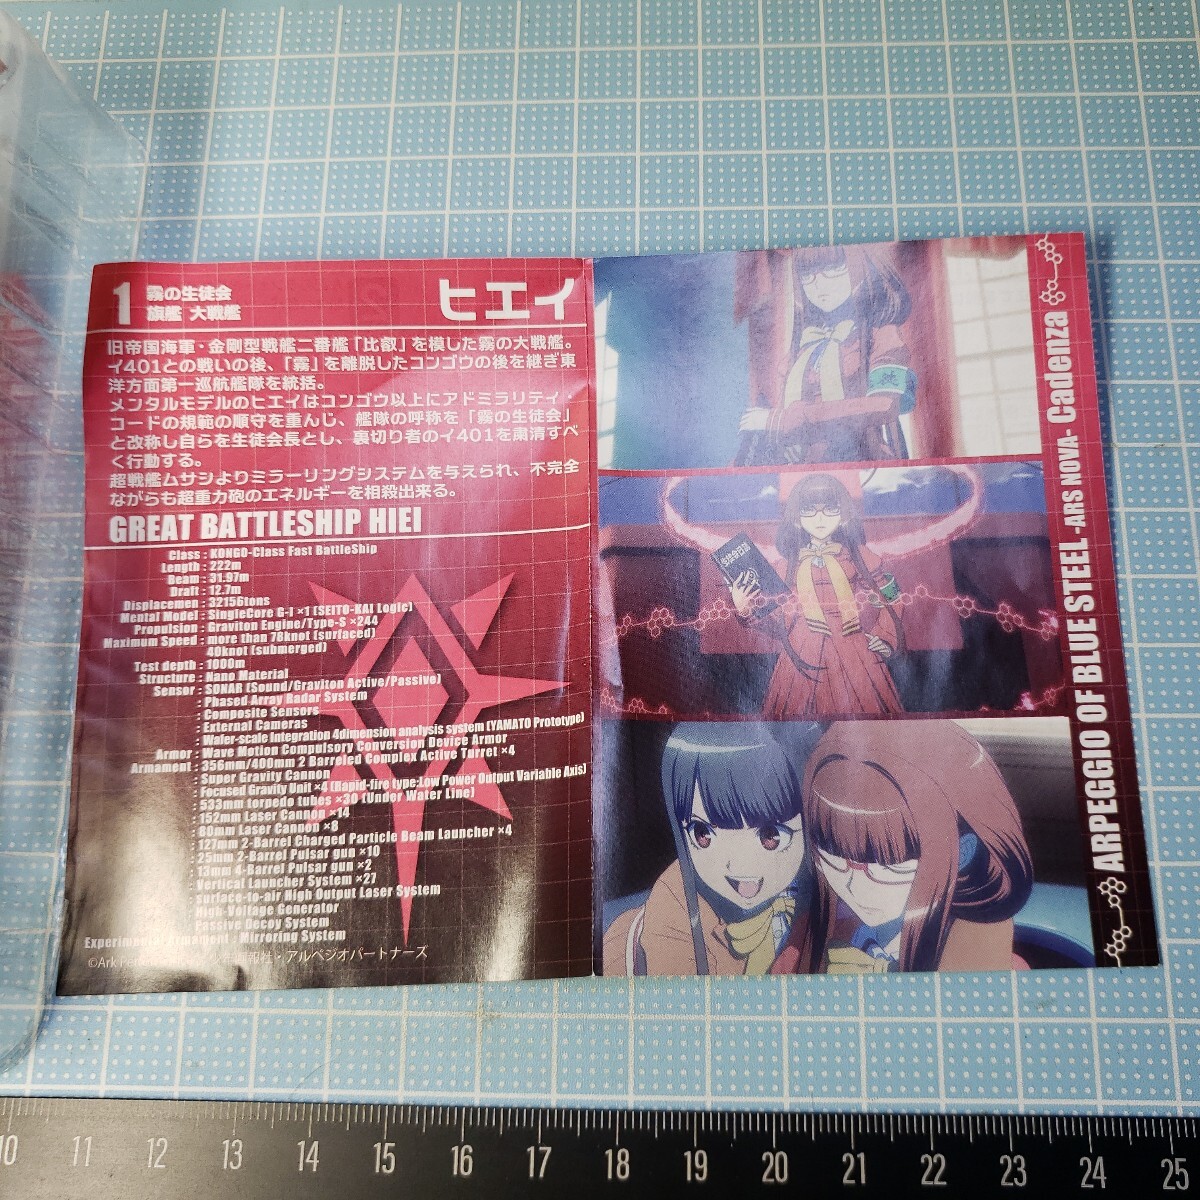 1 霧の生徒会
旗艦 大戦艦
ヒエイ
旧帝国海軍・金剛型戦艦二番艦「比叡」を模した霧の大戦艦。
イ401との戦いの後、「霧」を離脱したコンゴウの後を継ぎ東
洋方面第一巡航艦隊を統括。
メンタルモデルのヒエイはコンゴウ以上にアドミラリティ・
コードの規範の順守を重んじ、艦隊の呼称を「霧の生徒会」
と改称し自らを生徒会長とし、裏切り者のイ401を粛清すべ
く行動する。
超戦艦ムサシよりミラーリングシステムを与えられ、不完全
ながらも超重力砲のエネルギーを相殺出来る。
GREAT BATTLESHIP HIEI
Class : KONGO-Class Fast BattleShip
Length : 222m
Beam : 31.97m
Draft : 12.7m
Displacemen : 32156tons
Mental Model : SingleCore G-I ×1 (SEITO-KAI Logic)
Propulsion : Graviton Engine/Type-S ×244
Maximum Speed : more than 78knot (surfaced)
40knot (submerged)
Test depth : 1000m
Structure : Nano Material
Sensor : SONAR (Sound/Graviton Active/Passive)
: Phased Array Radar System
: Composite Sensors
: External Cameras
: Waler-scale Integration 4dimension analysis system (YAMATO Prototype)
Armor : Wave Motion Compulsory Conversion Device Armor
Armament : 356mm/400mm 2 Barreled Complex Active Turret ×4
: Super Gravity Cannon
: Focused Gravity Unit ×4 (Rapid-fire type:Low Power Output Variable Axis)
: 533mm torpedo tubes ×30 (Under Water Line)
: 152mm Laser Cannon ×14
: 80mm Laser Cannon ×8
: 127mm 2-Barrel Charged Particle Beam Launcher ×4
: 25mm 2-Barrel Pulsar gun ×10
: 13mm 4-Barrel Pulsar gun ×2
: Vertical Launcher System ×27
: surface-to-air High Output Laser System
: High-Voltage Generator
: Passive Decoy System
Experimental Armament : Mirroring System
©Ark Per 報社・アルペジオパートナーズ
ARPEGGIO OF BLUE STEEL -ARS NOVA- Cadenza
10 11 12 13 14 15 16 17 18 19 20 21 22 23 24 25